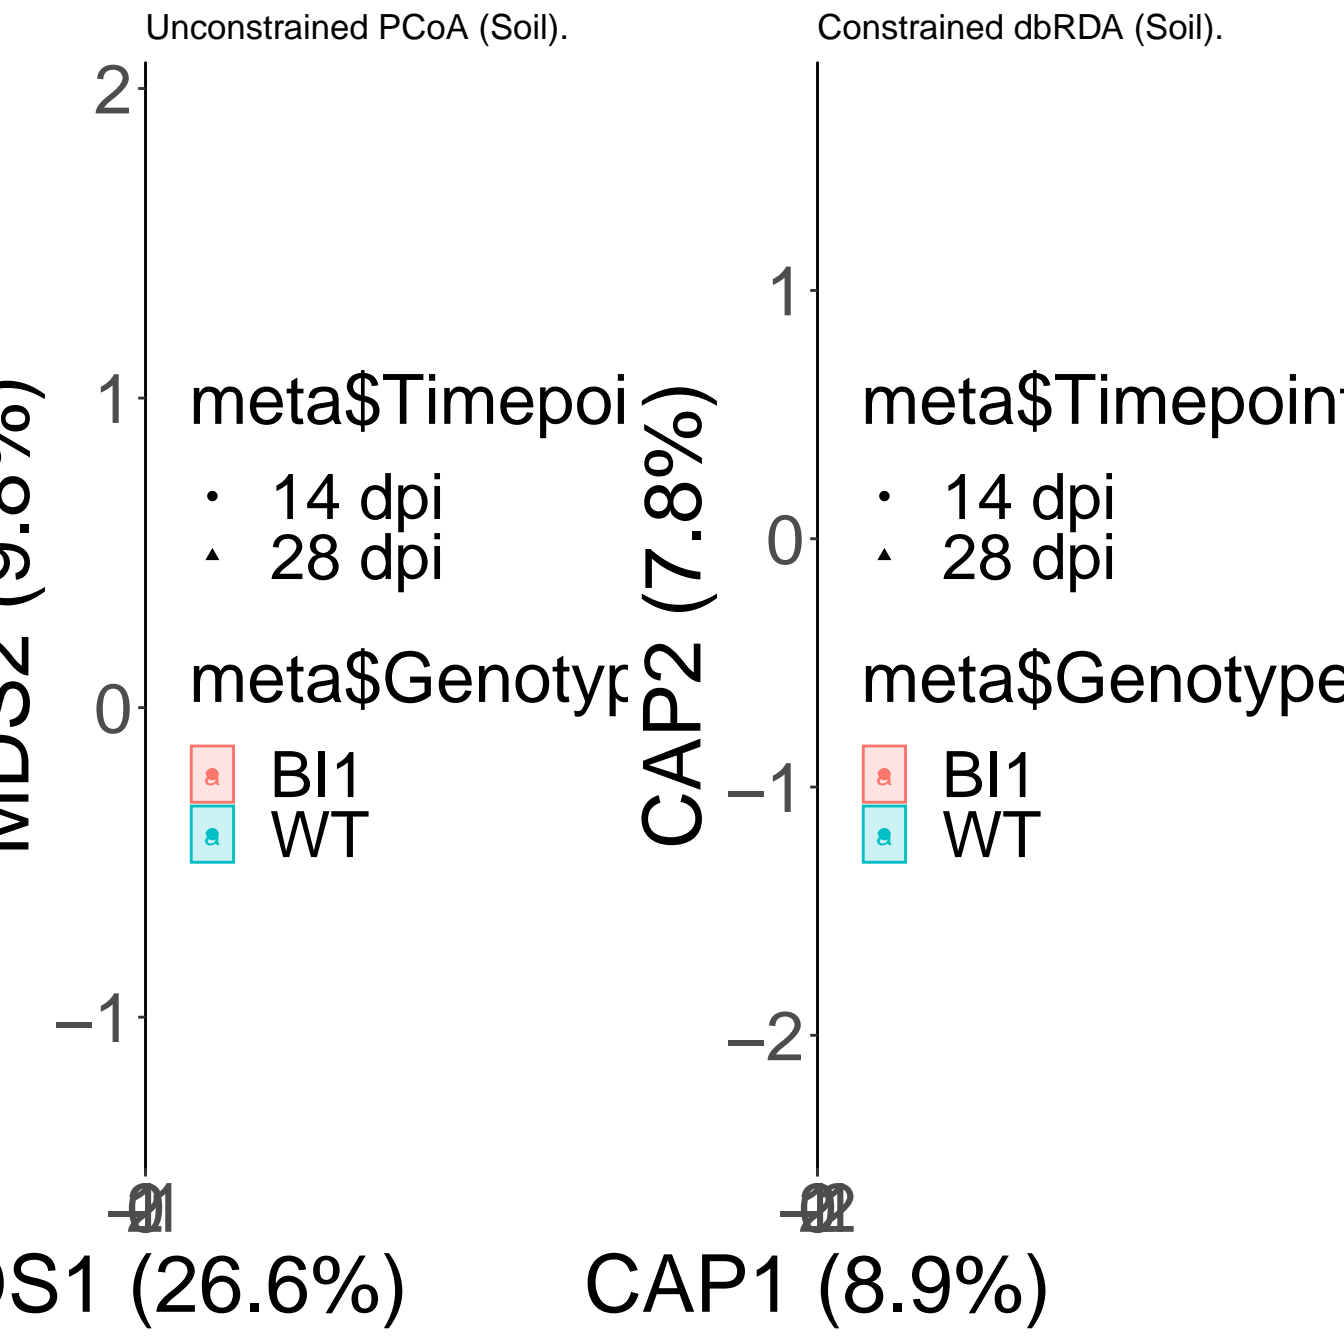 Unconstrained PCoA (Soil).
2
1
0
−1
(9.8%)
meta$Timepoi
14 dpi
28 dpi
meta$Genotyp
a BI1
a WT
(26.6%)
Constrained dbRDA (Soil).
1
0
−1
−2
CAP2 (7.8%)
meta$Timepoint
14 dpi
28 dpi
meta$Genotype
a BI1
a WT
CAP1 (8.9%)